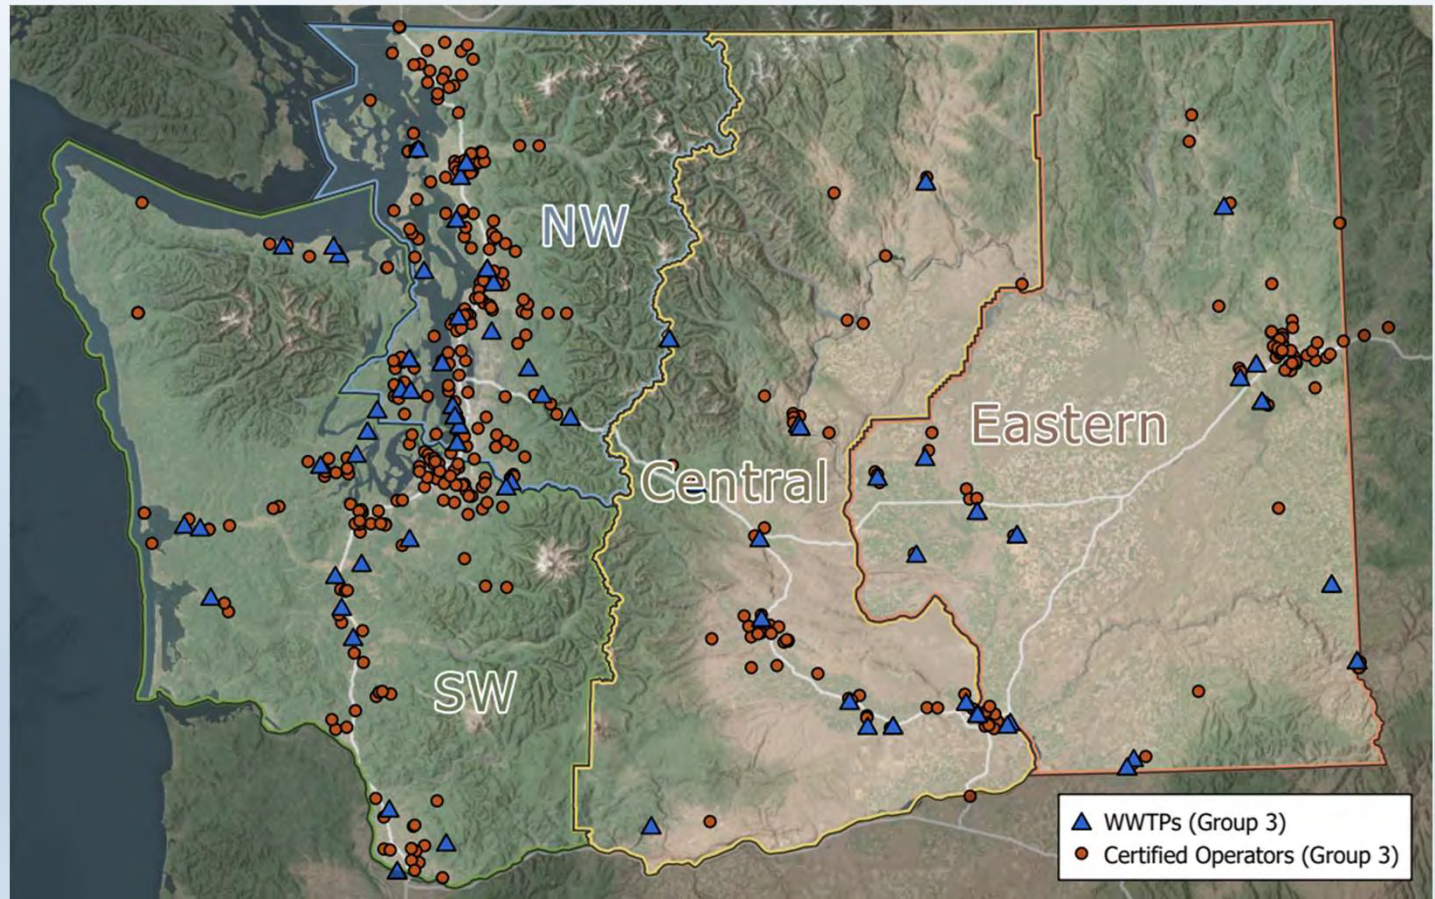 NW
Eastern
Central
SW
WWTPs (Group 3)
Certified Operators (Group 3)